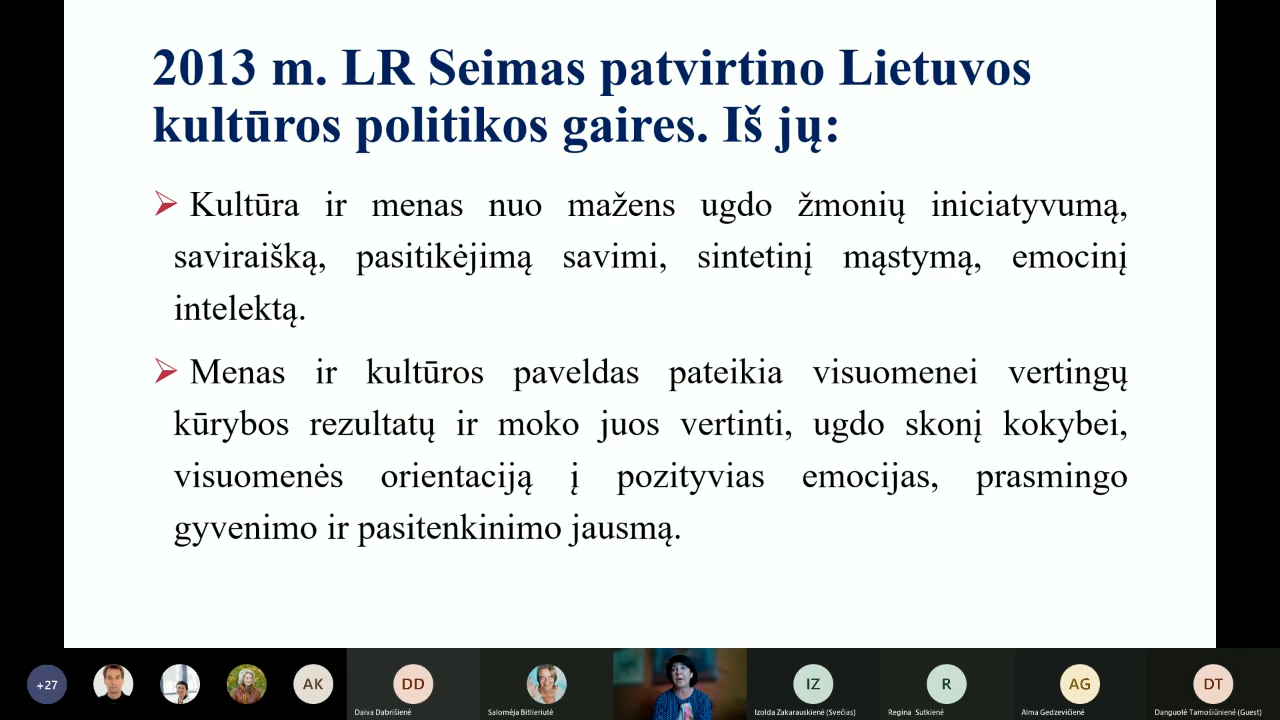 2013 m. LR Seimas patvirtino Lietuvos
kultūros politikos gaires. Iš jų:
Kultūra ir menas nuo mažens ugdo žmonių iniciatyvumą,
saviraišką, pasitikėjimą savimi, sintetinį mąstymą, emocinį
intelektą.
Menas ir kultūros paveldas pateikia visuomenei vertingų
kūrybos rezultatų ir moko juos vertinti, ugdo skonį kokybei,
visuomenės orientaciją į pozityvias emocijas, prasmingo
gyvenimo ir pasitenkinimo jausmą.
+27
AK
DD
IZ
R
AG
DT
Daiva Dabrišienė
Salomėja Bitlieriutė
Izolda Zakarauskienė (Svečias)
Regina Sutkienė
Alma Gedzevičienė
Danguolė Tamošiūnienė (Guest)